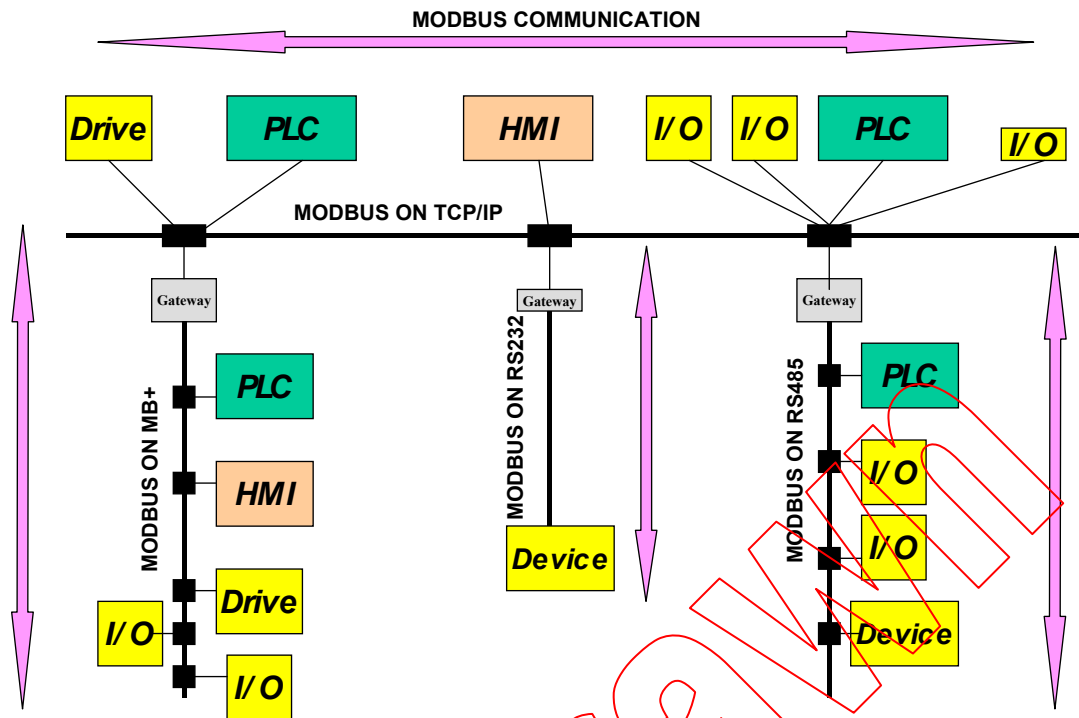 MODBUS COMMUNICATION
Drive
PLC
HMI
I/O
I/O
PLC
I/O
MODBUS ON TCP/IP
Gateway
Gateway
Gateway
MODBUS ON MB+
PLC
HMI
Drive
I/O
I/O
MODBUS ON RS232
Device
MODBUS ON RS485
PLC
I/O
I/O
Device